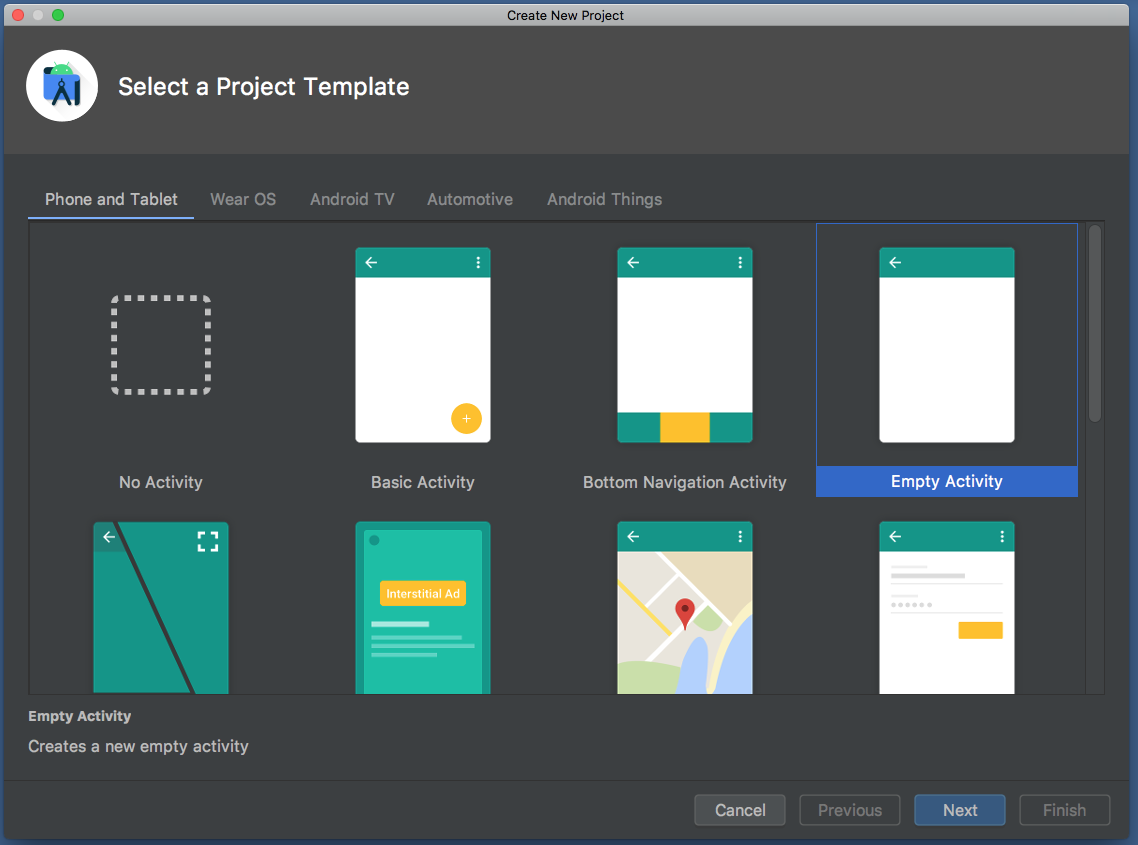 Create New Project
Select a Project Template
Phone and Tablet Wear OS Android TV Automotive Android Things
No Activity Basic Activity Bottom Navigation Activity Empty Activity
Interstitial Ad
Empty Activity
Creates a new empty activity
Cancel Previous Next Finish